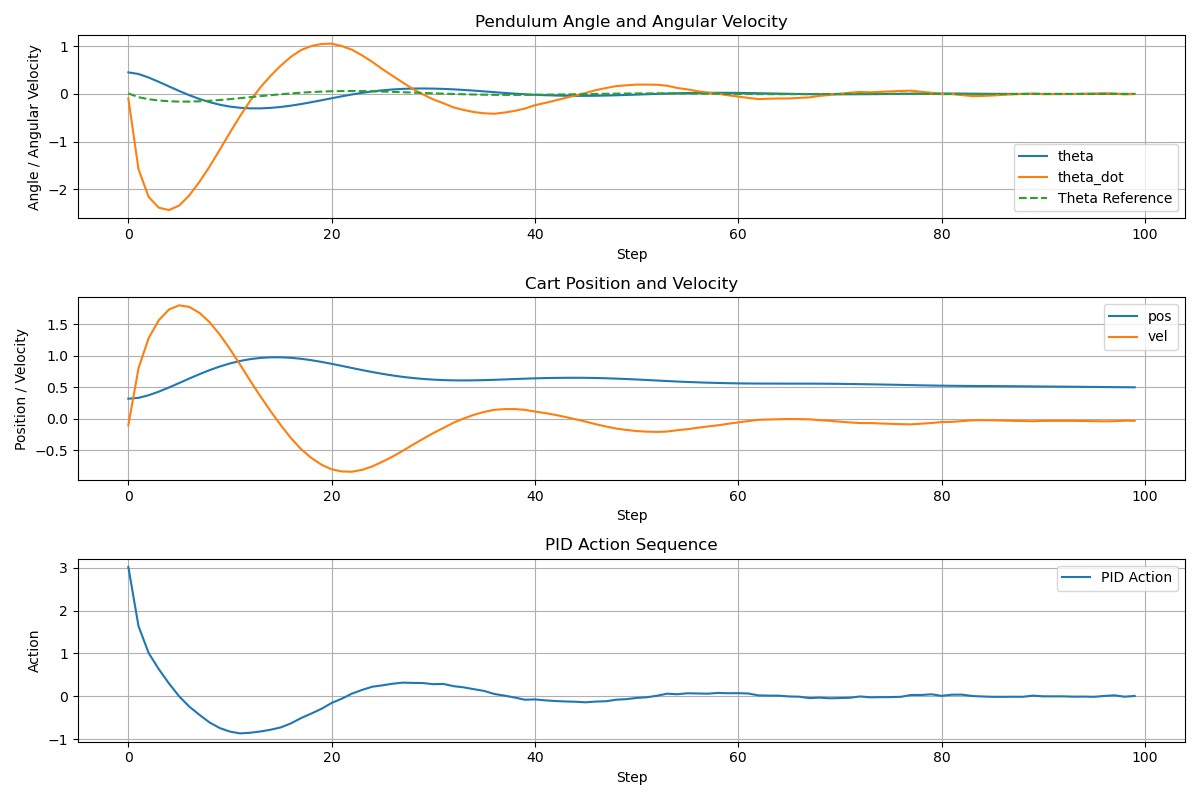 Pendulum Angle and Angular Velocity
Angle / Angular Velocity
1
0
−1
−2
theta
theta_dot
Theta Reference
0 20 40 60 80 100
Step
Cart Position and Velocity
Position / Velocity
1.5
1.0
0.5
0.0
−0.5
pos
vel
0 20 40 60 80 100
Step
PID Action Sequence
Action
3
2
1
0
−1
PID Action
0 20 40 60 80 100
Step